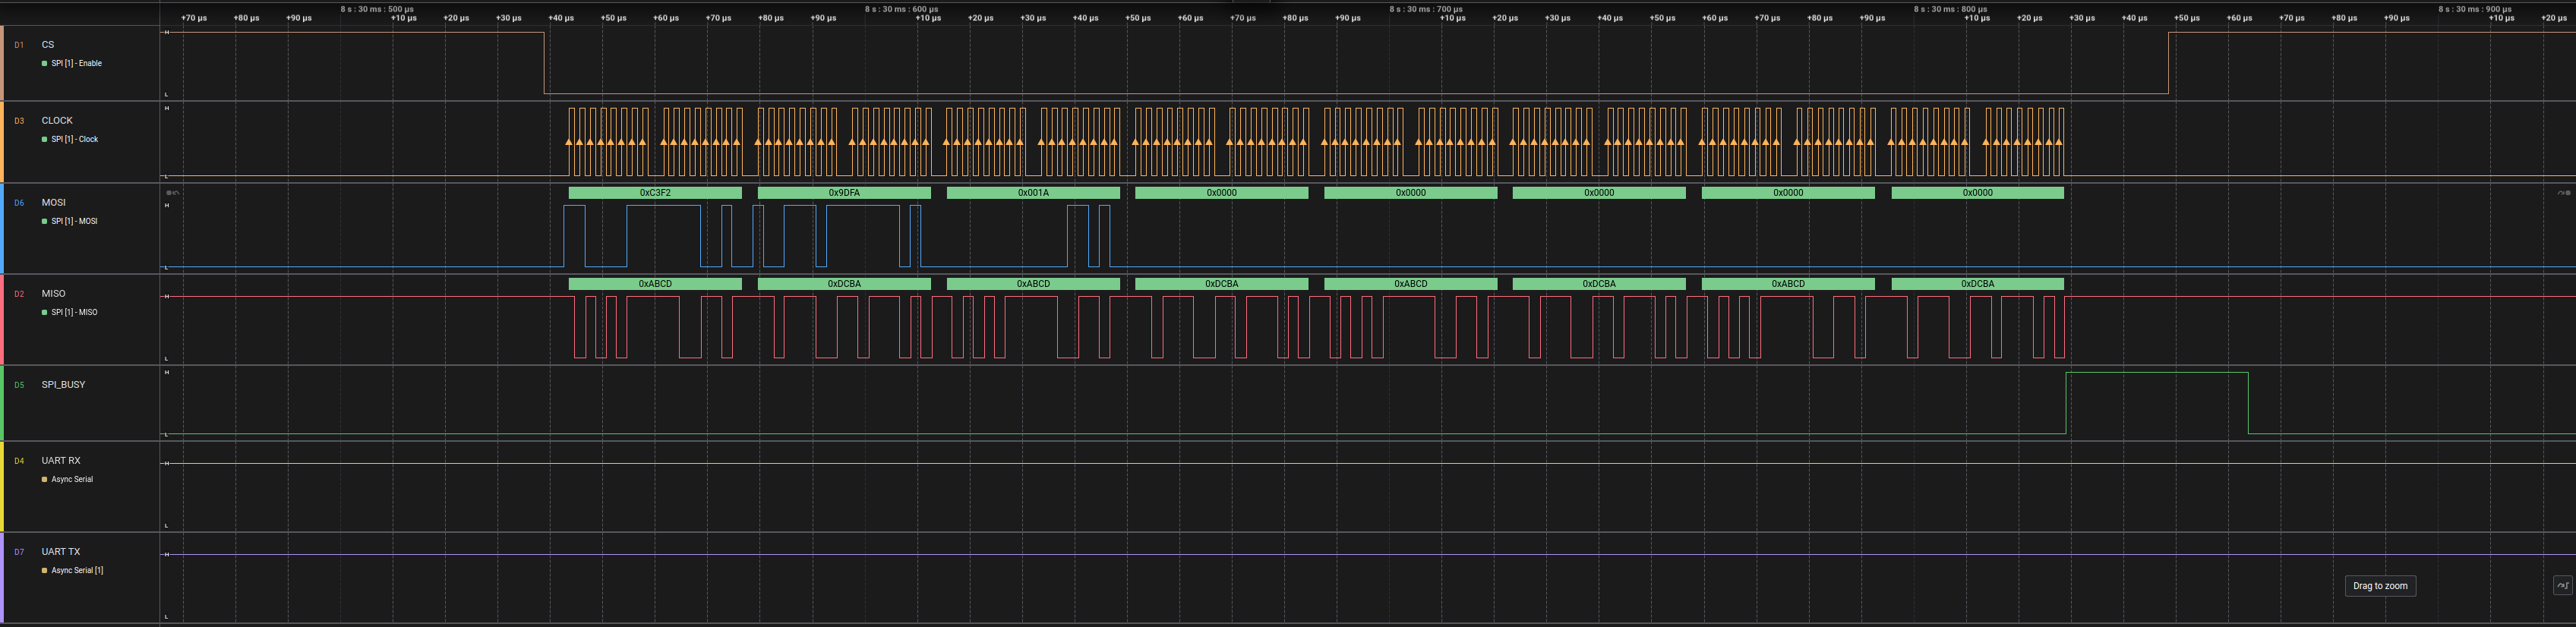 8 s : 30 ms : 500 µs 8 s : 30 ms : 600 µs 8 s : 30 ms : 700 µs 8 s : 30 ms : 800 µs 8 s : 30 ms : 900 µs
+70 µs +80 µs +90 µs +10 µs +20 µs +30 µs +40 µs +50 µs +60 µs +70 µs +80 µs +90 µs +10 µs +20 µs +30 µs +40 µs +50 µs +60 µs +70 µs +80 µs +90 µs +10 µs +20 µs +30 µs +40 µs +50 µs +60 µs +70 µs +80 µs +90 µs +10 µs +20 µs +30 µs +40 µs +50 µs +60 µs +70 µs +80 µs +90 µs +10 µs +20 µs
H
D1 CS
SPI [1] - Enable
L
H
D3 CLOCK
SPI [1] - Clock
L
0xC3F2 0x9DFA 0x001A 0x0000 0x0000 0x0000 0x0000 0x0000
D6 MOSI
H
SPI [1] - MOSI
L
0xABCD 0xDCBA 0xABCD 0xDCBA 0xABCD 0xDCBA 0xABCD 0xDCBA
D2 MISO
H
SPI [1] - MISO
L
H
D5 SPI_BUSY
L
D4 UART RX
H
Async Serial
L
D7 UART TX
H
Async Serial [1]
Drag to zoom
L